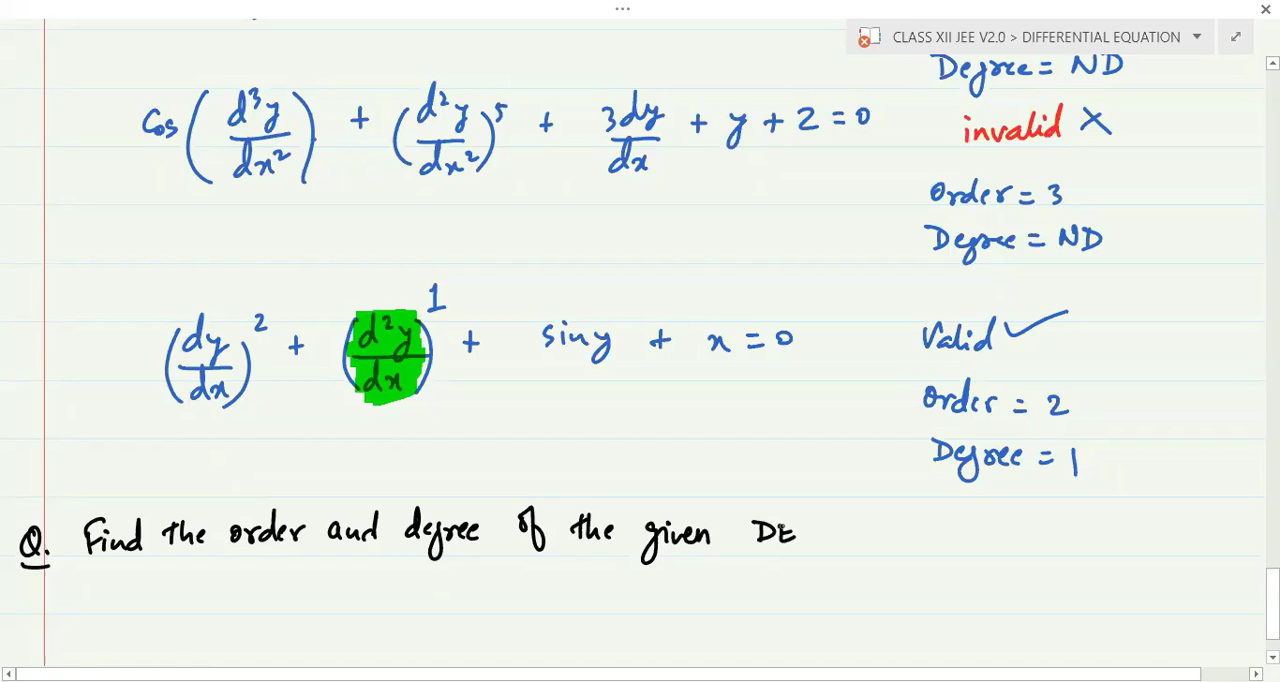 ...
CLASS XII JEE V2.0 > DIFFERENTIAL EQUATION
Degree = ND
invalid ✗
cos(d³y/dx²) + (d²y/dx²)⁵ + 3dy/dx + y + 2 = 0
Order = 3
Degree = ND
(dy/dx)² + (d²y/dx)¹ + siny + x = 0
Valid ✓
Order = 2
Degree = 1
Q. Find the order and degree of the given DE